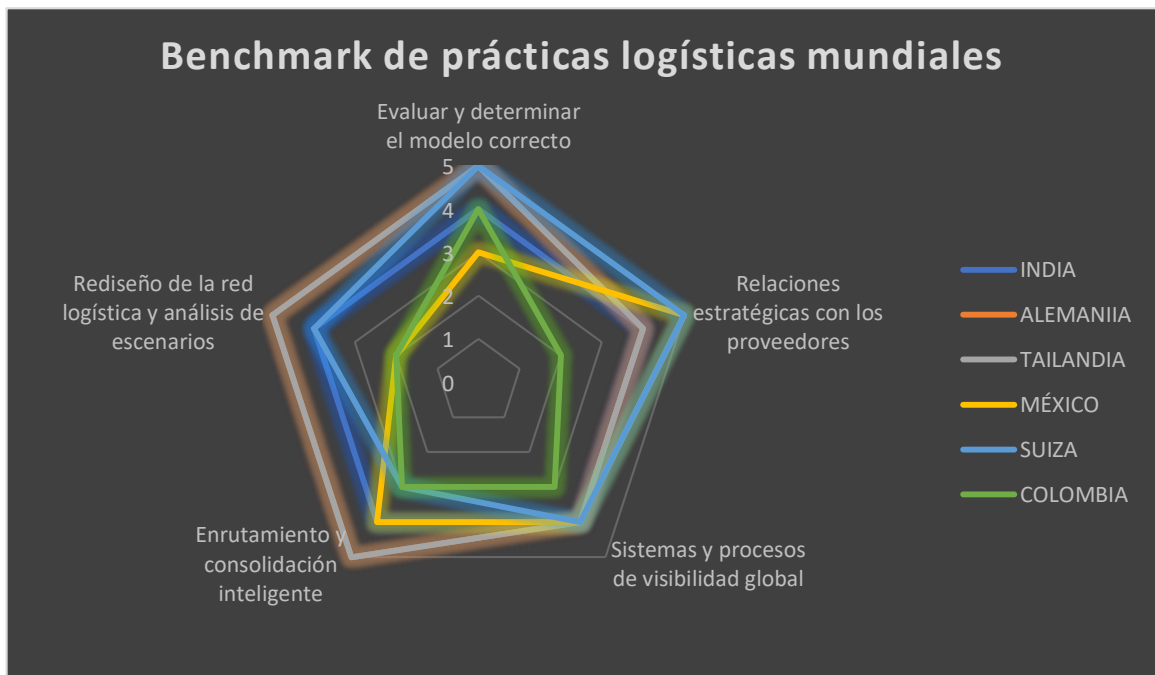 Benchmark de prácticas logísticas mundiales
Evaluar y determinar
el modelo correcto
5
4
3
2
1
0
Relaciones
estratégicas con los
proveedores
Sistemas y procesos
de visibilidad global
Enrutamiento y
consolidación
inteligente
Rediseño de la red
logística y análisis de
escenarios
INDIA
ALEMANIIA
TAILANDIA
MÉXICO
SUIZA
COLOMBIA